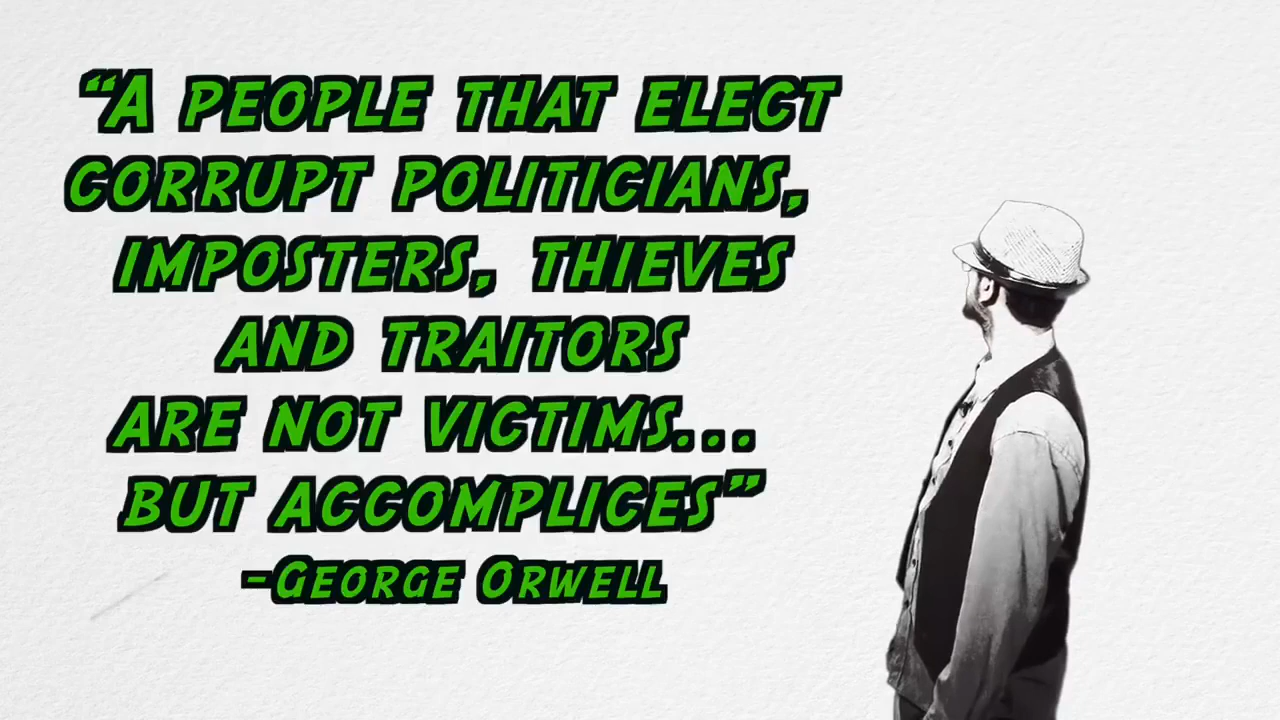 “A PEOPLE THAT ELECT
CORRUPT POLITICIANS,
IMPOSTERS, THIEVES
AND TRAITORS
ARE NOT VICTIMS...
BUT ACCOMPLICES”
-GEORGE ORWELL